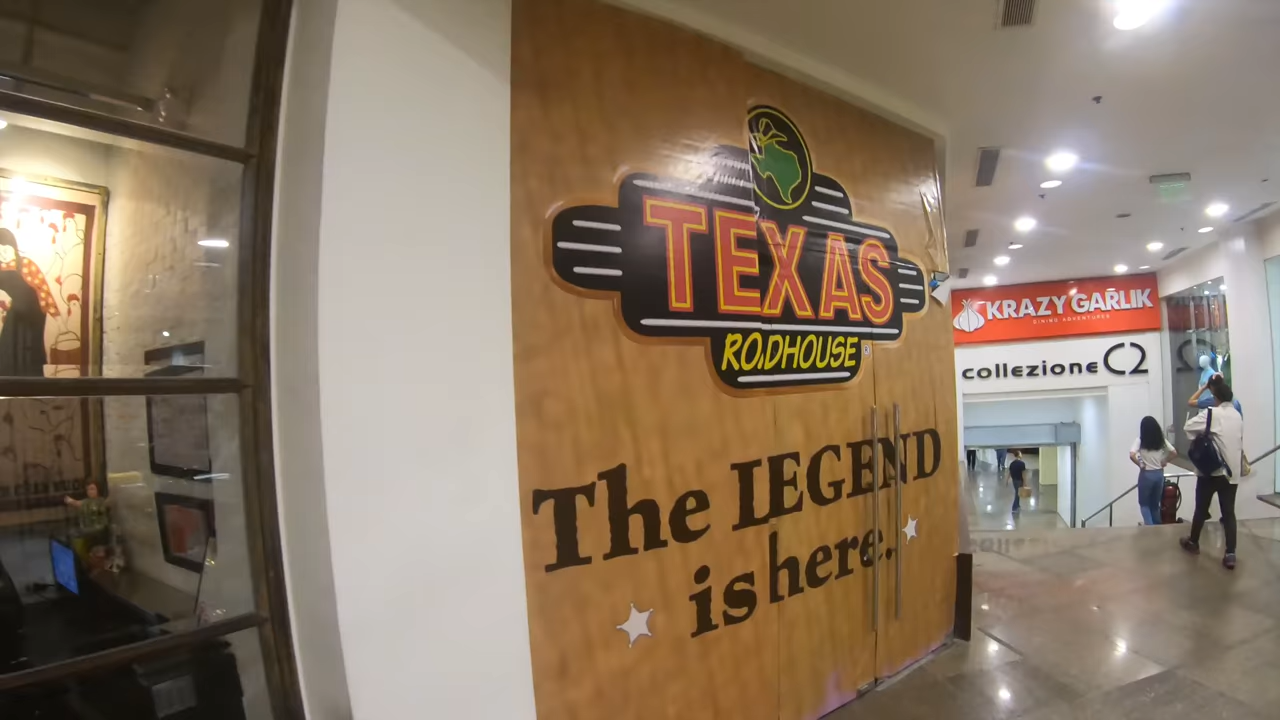 TEXAS
ROADHOUSE
®
The LEGEND
is here.
KRAZY GARLIK
DINING ADVENTURES
collezione C2